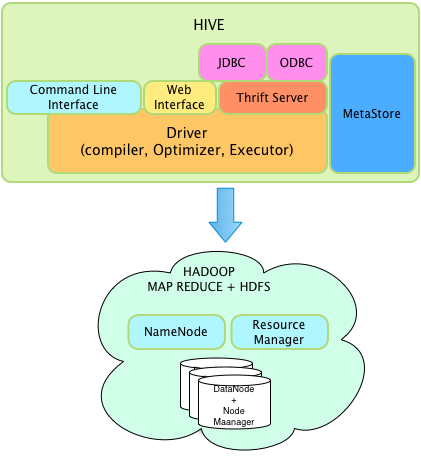 HIVE
JDBC
ODBC
Command Line
Interface
Web
Interface
Thrift Server
MetaStore
Driver
(compiler, Optimizer, Executor)
HADOOP
MAP REDUCE + HDFS
NameNode
Resource
Manager
DataNode
+
Node
Maanager